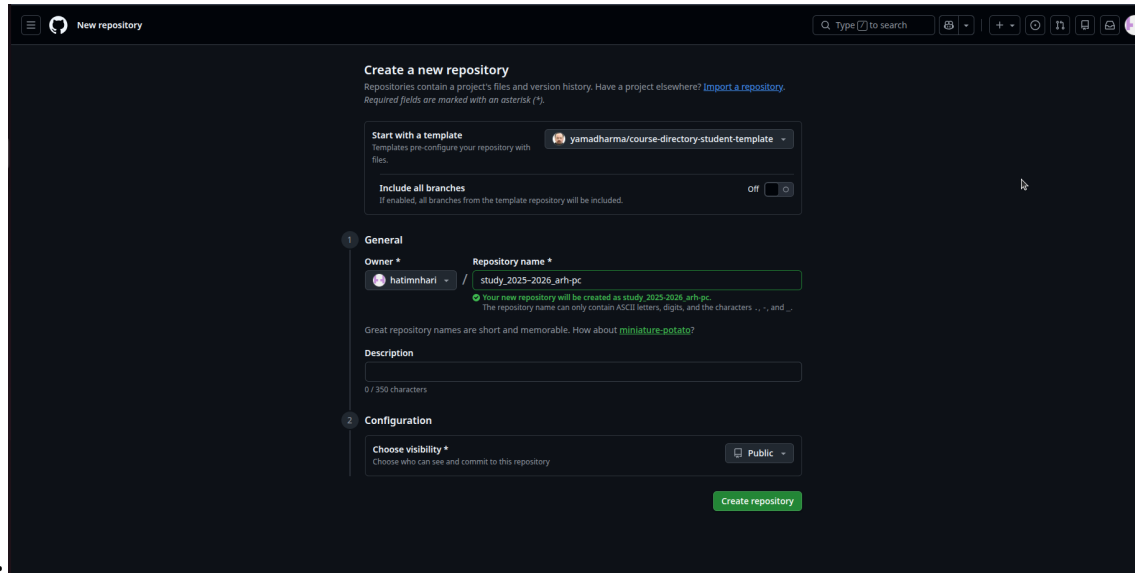 New repository
Type / to search
Create a new repository
Repositories contain a project's files and version history. Have a project elsewhere? Import a repository.
Required fields are marked with an asterisk (*).
Start with a template
Templates pre-configure your repository with
files.
yamadharma/course-directory-student-template
Include all branches
If enabled, all branches from the template repository will be included.
Off
1
General
Owner *
Repository name *
hatimnhari
/
study_2025–2026_arh-pc
Your new repository will be created as study_2025-2026_arh-pc.
The repository name can only contain ASCII letters, digits, and the characters ., -, and _.
Great repository names are short and memorable. How about miniature-potato?
Description
0 / 350 characters
2
Configuration
Choose visibility *
Choose who can see and commit to this repository
Public
Create repository